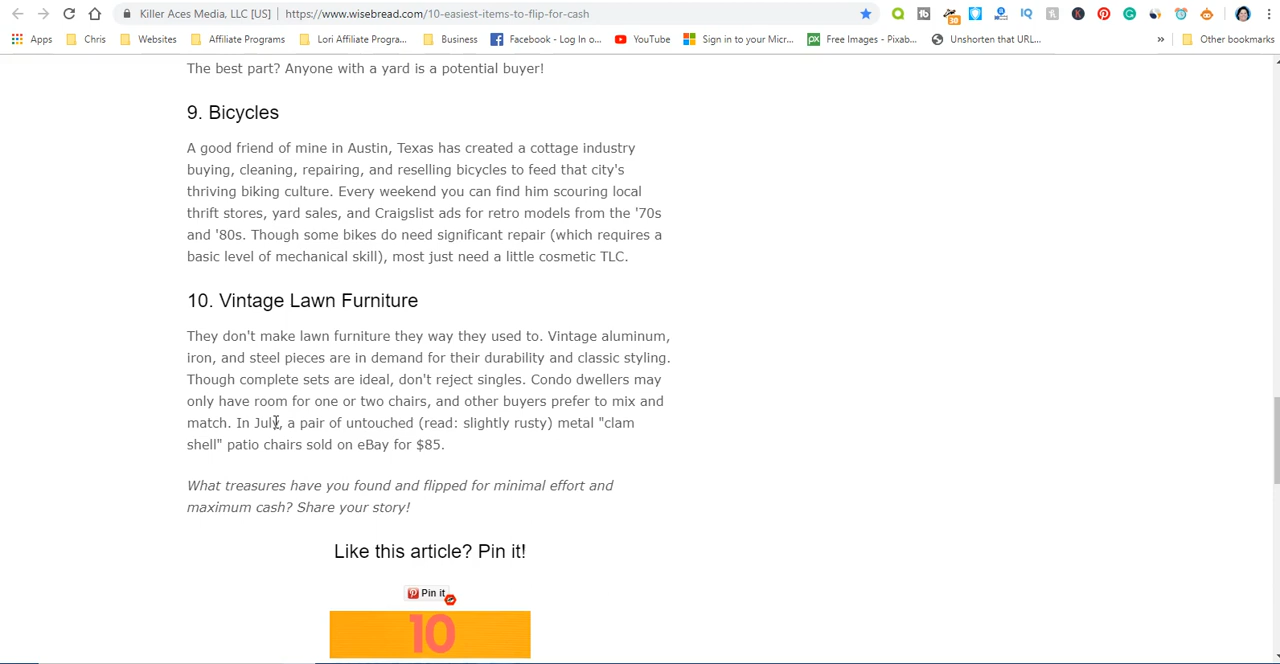 Killer Aces Media, LLC [US] | https://www.wisebread.com/10-easiest-items-to-flip-for-cash
Apps Chris Websites Affiliate Programs Lori Affiliate Progra... Business Facebook - Log In o... YouTube Sign in to your Micr... Free Images - Pixab... Unshorten that URL... » Other bookmarks
The best part? Anyone with a yard is a potential buyer!
9. Bicycles
A good friend of mine in Austin, Texas has created a cottage industry
buying, cleaning, repairing, and reselling bicycles to feed that city's
thriving biking culture. Every weekend you can find him scouring local
thrift stores, yard sales, and Craigslist ads for retro models from the '70s
and '80s. Though some bikes do need significant repair (which requires a
basic level of mechanical skill), most just need a little cosmetic TLC.
10. Vintage Lawn Furniture
They don't make lawn furniture they way they used to. Vintage aluminum,
iron, and steel pieces are in demand for their durability and classic styling.
Though complete sets are ideal, don't reject singles. Condo dwellers may
only have room for one or two chairs, and other buyers prefer to mix and
match. In July, a pair of untouched (read: slightly rusty) metal "clam
shell" patio chairs sold on eBay for $85.
What treasures have you found and flipped for minimal effort and
maximum cash? Share your story!
Like this article? Pin it!
Pin it
10